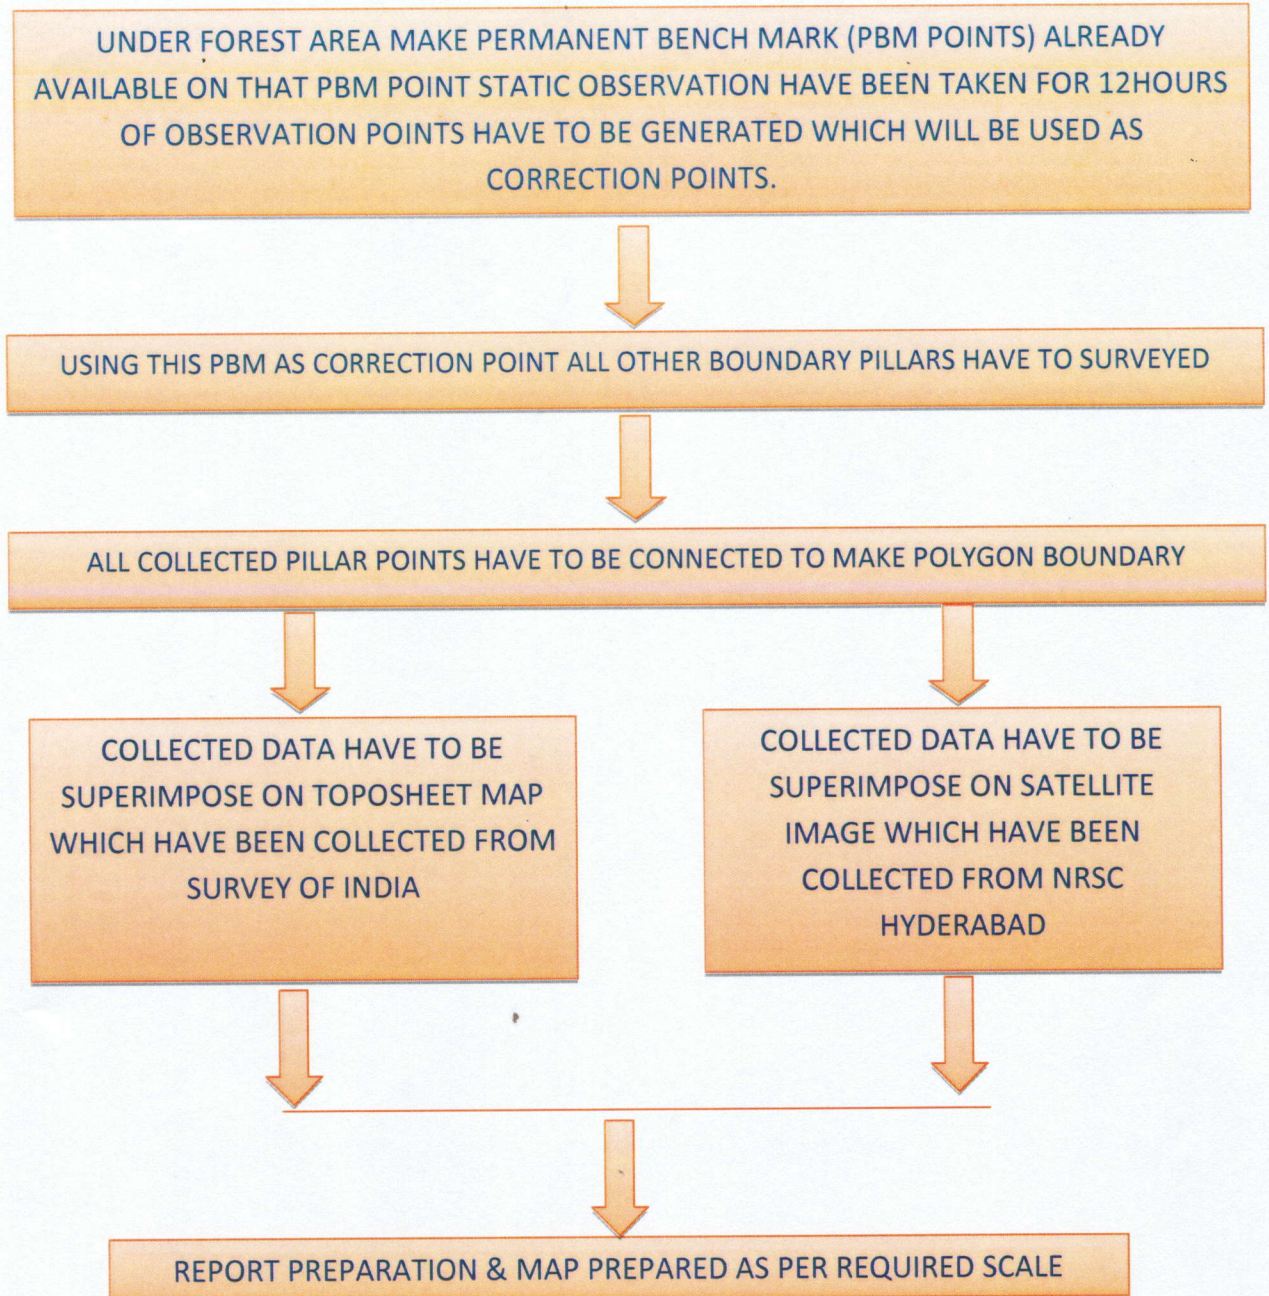 UNDER FOREST AREA MAKE PERMANENT BENCH MARK (PBM POINTS) ALREADY
AVAILABLE ON THAT PBM POINT STATIC OBSERVATION HAVE BEEN TAKEN FOR 12HOURS
OF OBSERVATION POINTS HAVE TO BE GENERATED WHICH WILL BE USED AS
CORRECTION POINTS.
USING THIS PBM AS CORRECTION POINT ALL OTHER BOUNDARY PILLARS HAVE TO SURVEYED
ALL COLLECTED PILLAR POINTS HAVE TO BE CONNECTED TO MAKE POLYGON BOUNDARY
COLLECTED DATA HAVE TO BE
SUPERIMPOSE ON TOPOSHEET MAP
WHICH HAVE BEEN COLLECTED FROM
SURVEY OF INDIA
COLLECTED DATA HAVE TO BE
SUPERIMPOSE ON SATELLITE
IMAGE WHICH HAVE BEEN
COLLECTED FROM NRSC
HYDERABAD
REPORT PREPARATION & MAP PREPARED AS PER REQUIRED SCALE